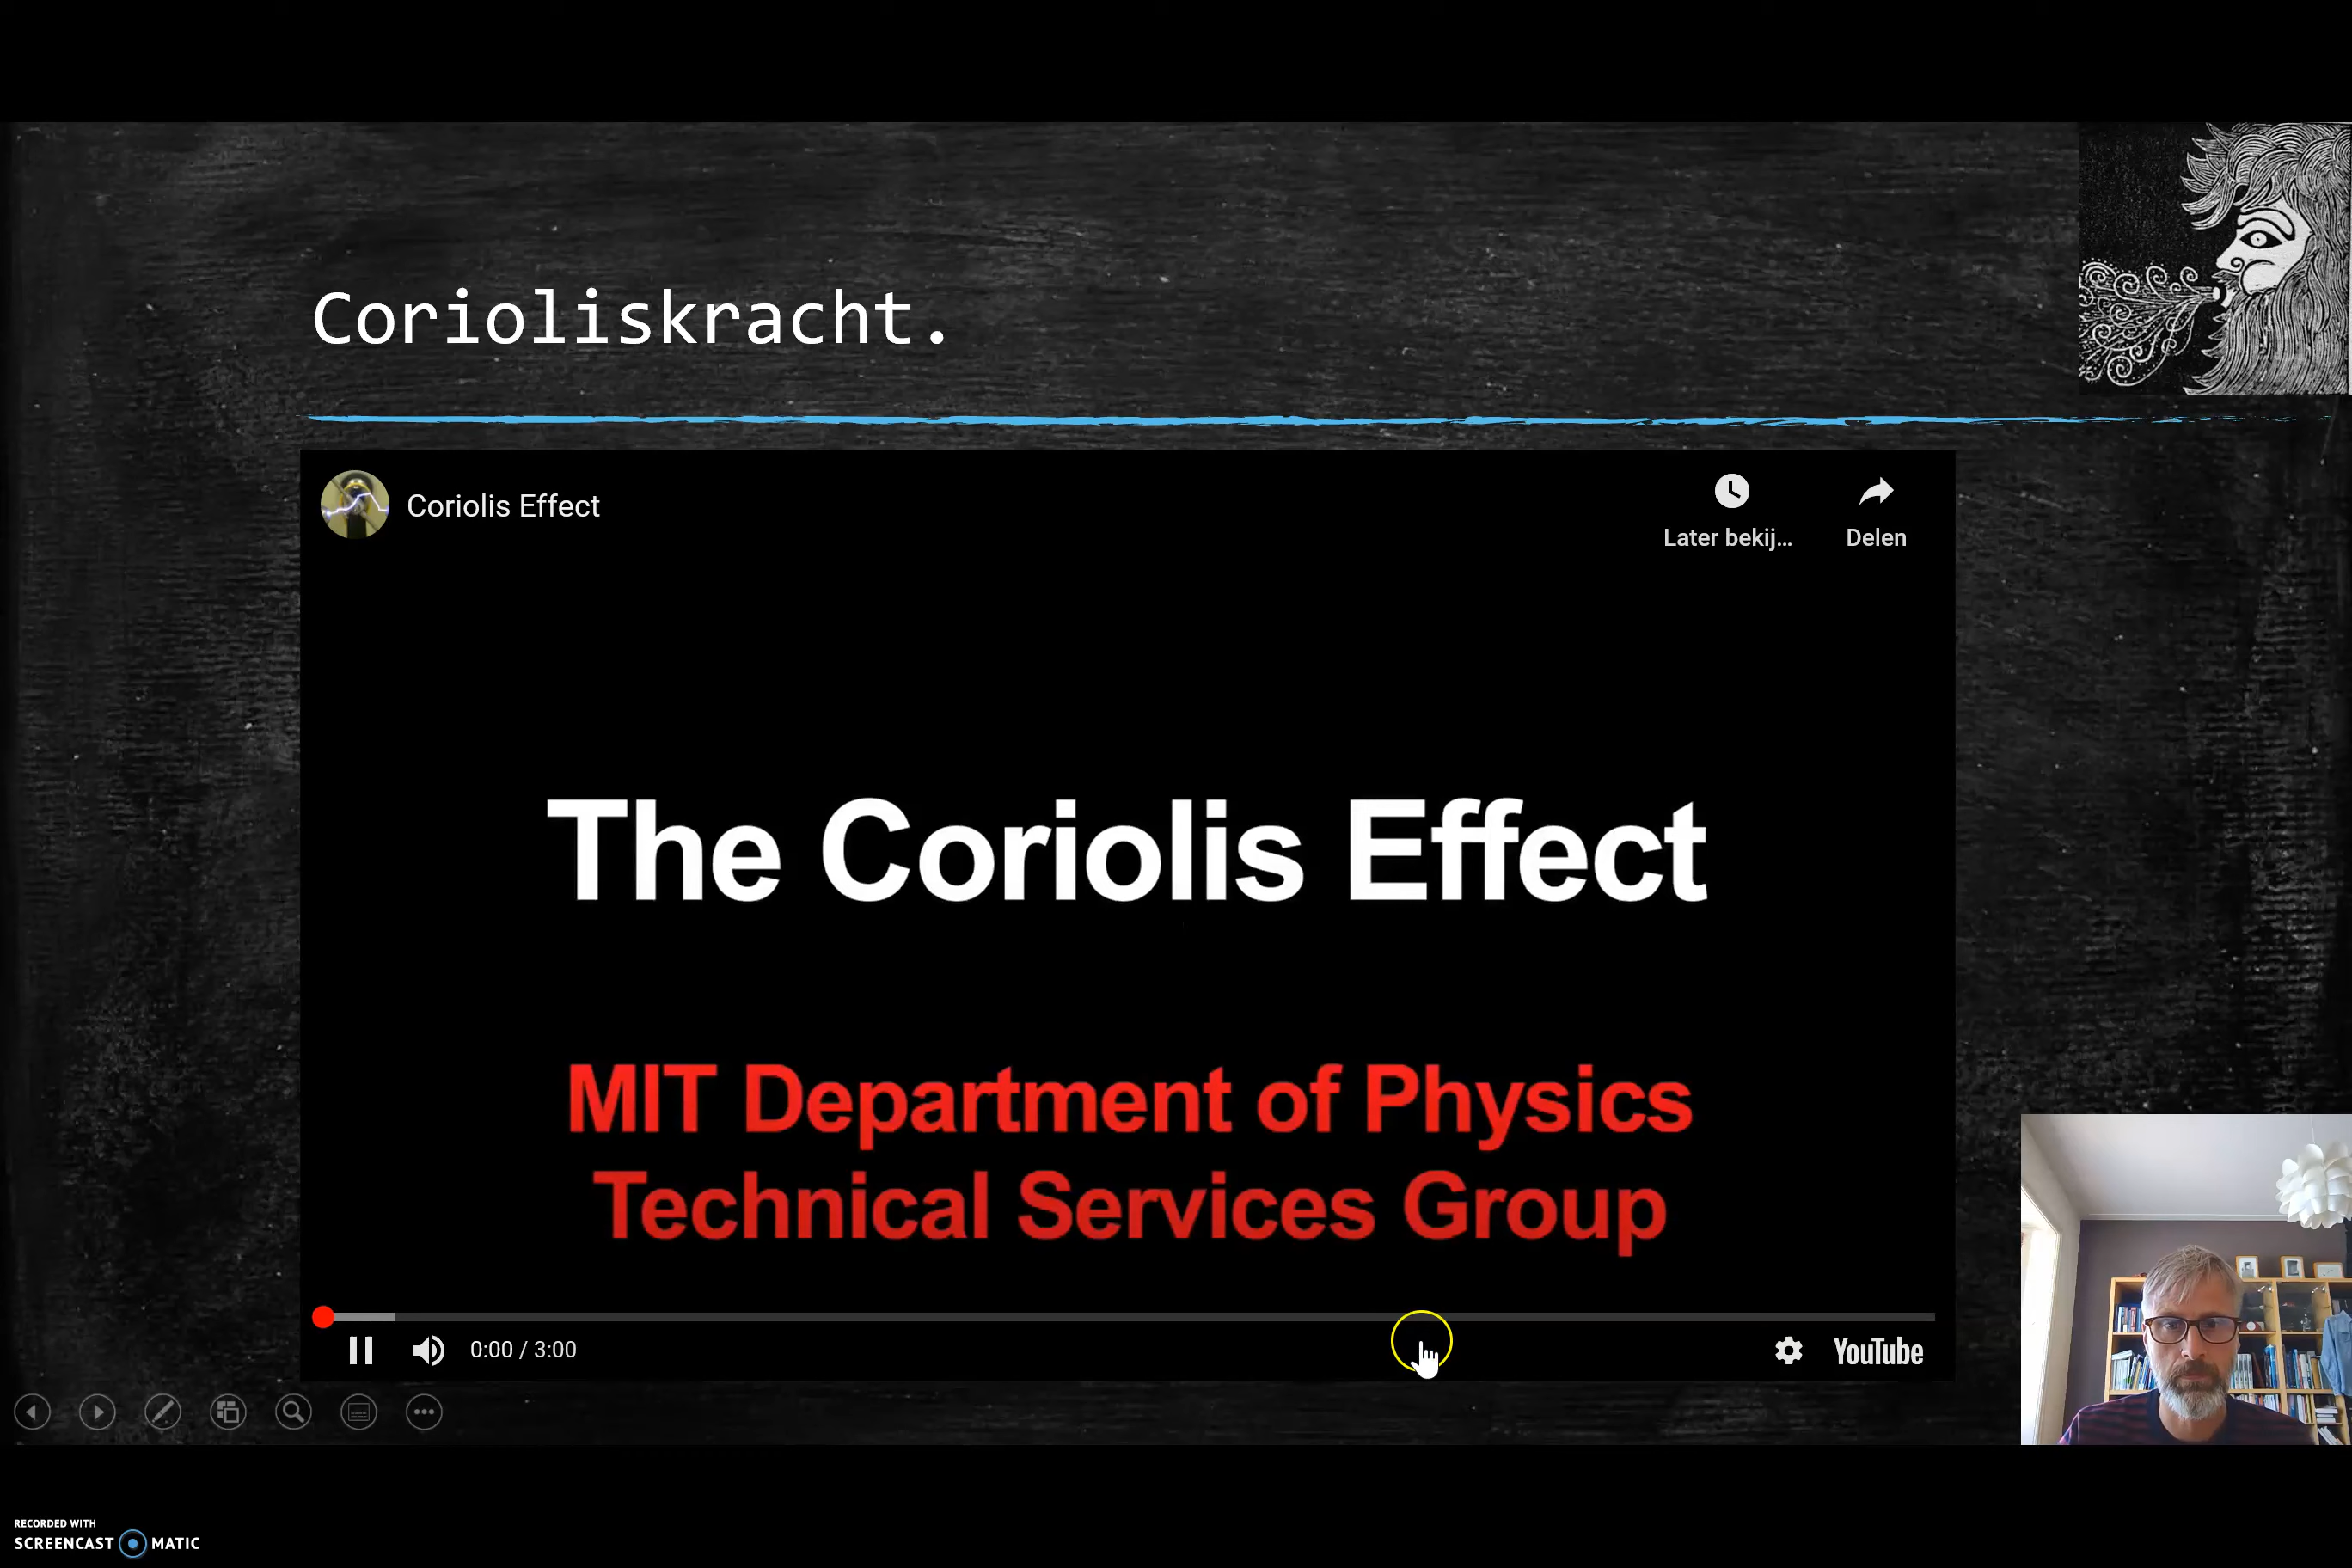 Corioliskracht.
Coriolis Effect
Later bekij...
Delen
The Coriolis Effect
MIT Department of Physics
Technical Services Group
0:00 / 3:00
YouTube
RECORDED WITH
SCREENCAST MATIC